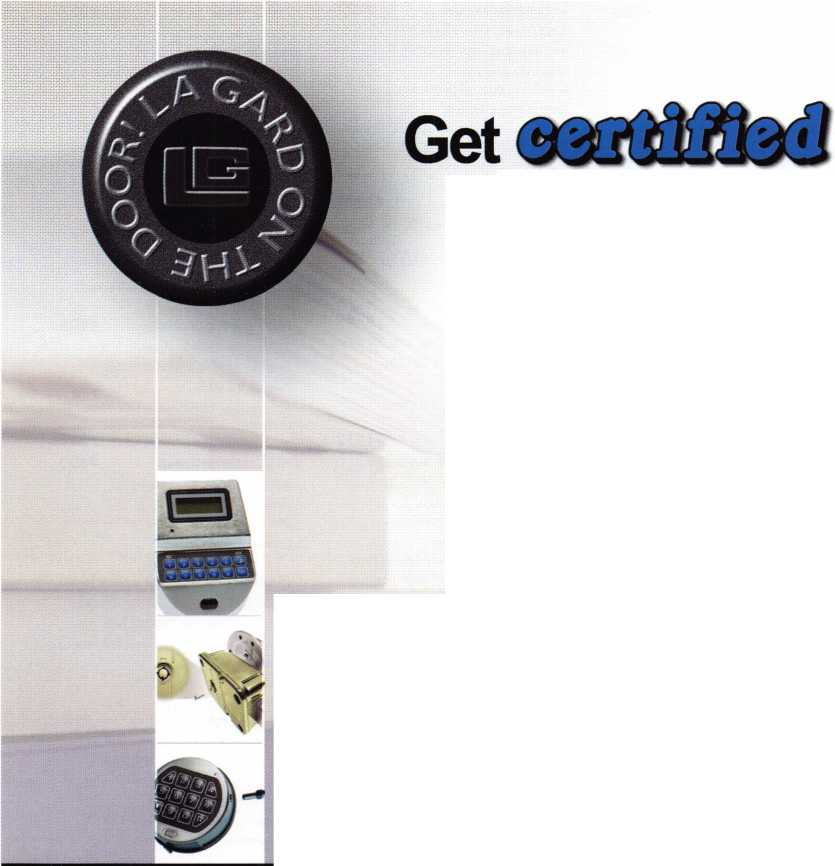 LA GARD ON THE DOOR!
LG
Get certified